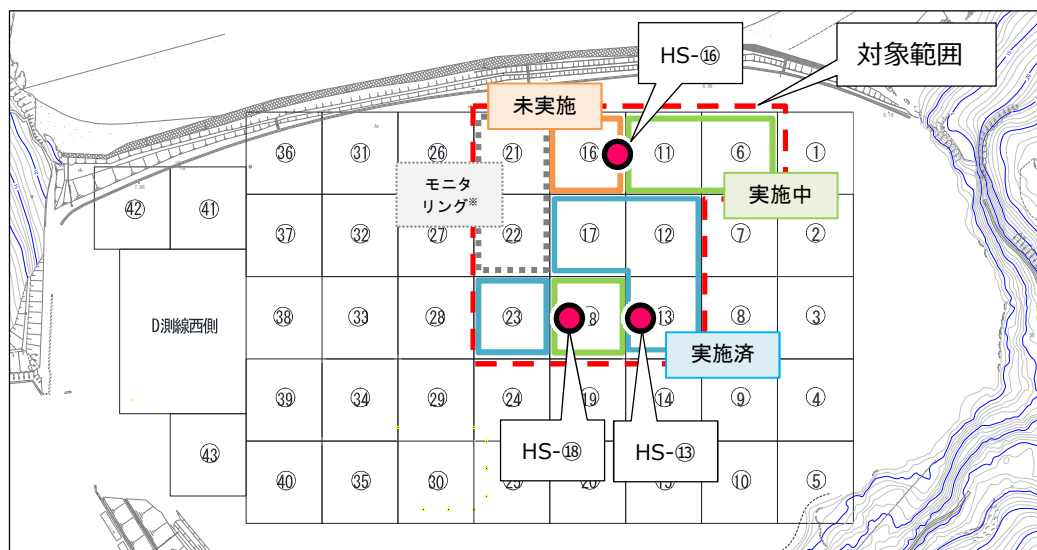 HS-⑯
対象範囲
未実施
㊱ ㉛ ㉖ ㉑ ⑯ ⑪ ⑥ ①
モニタ
リング※
実施中
㊷ ㊶
㊲ ㉜ ㉗ ㉒ ⑰ ⑫ ⑦ ②
D測線西側
㊳ ㉝ ㉘ ㉓ ⑬ ⑧ ③
実施済
㊴ ㉞ ㉙ ㉔ ⑲ ⑭ ⑨ ④
HS-⑱
HS-⑬
㊸
㊵ ㉟ ㉚ ⑩ ⑤